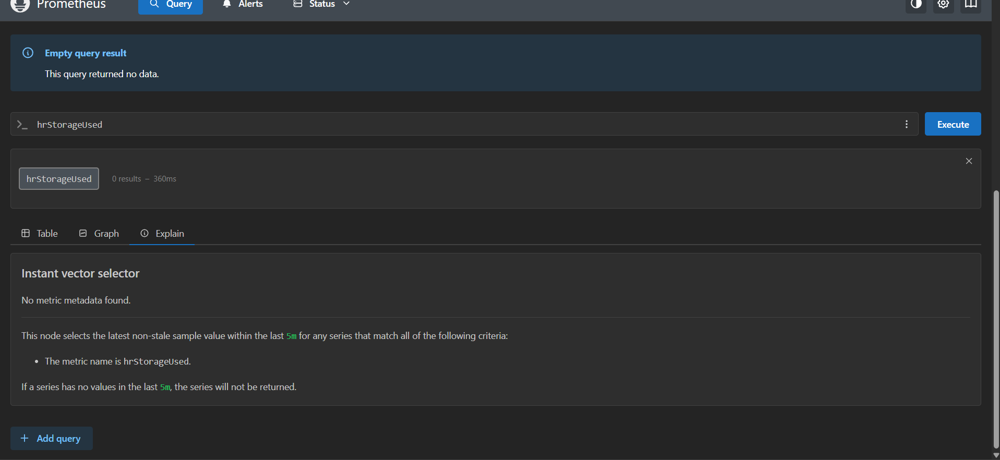 Prometheus Query Alerts Status
Empty query result
This query returned no data.
>_ hrStorageUsed Execute
hrStorageUsed 0 results – 360ms
Table Graph Explain
Instant vector selector
No metric metadata found.
This node selects the latest non-stale sample value within the last 5m for any series that match all of the following criteria:
• The metric name is hrStorageUsed.
If a series has no values in the last 5m, the series will not be returned.
+ Add query